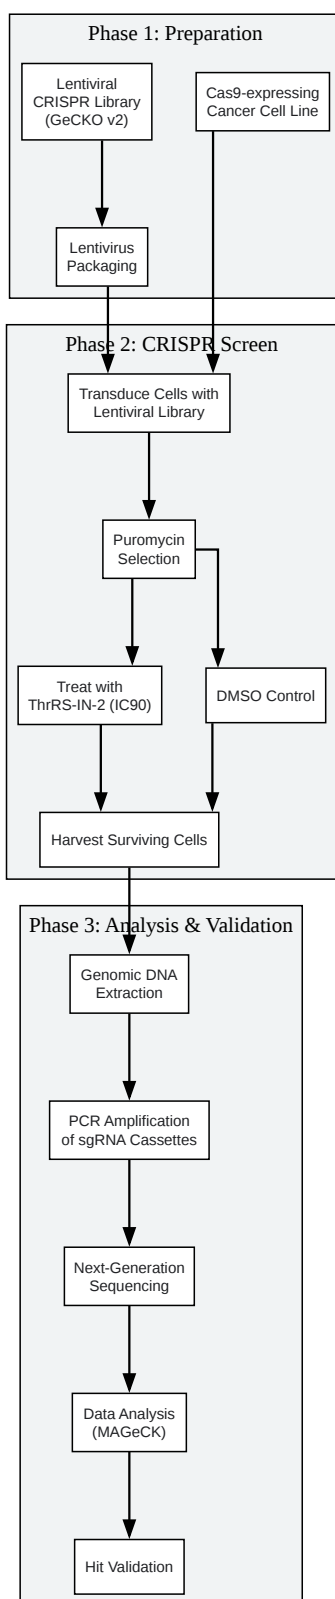 Phase 1: Preparation
Lentiviral
CRISPR Library
(GeCKO v2)
Cas9-expressing
Cancer Cell Line
Lentivirus
Packaging
Phase 2: CRISPR Screen
Transduce Cells with
Lentiviral Library
Puromycin
Selection
Treat with
ThrRS-IN-2 (IC90)
DMSO Control
Harvest Surviving Cells
Phase 3: Analysis & Validation
Genomic DNA
Extraction
PCR Amplification
of sgRNA Cassettes
Next-Generation
Sequencing
Data Analysis
(MAGeCK)
Hit Validation